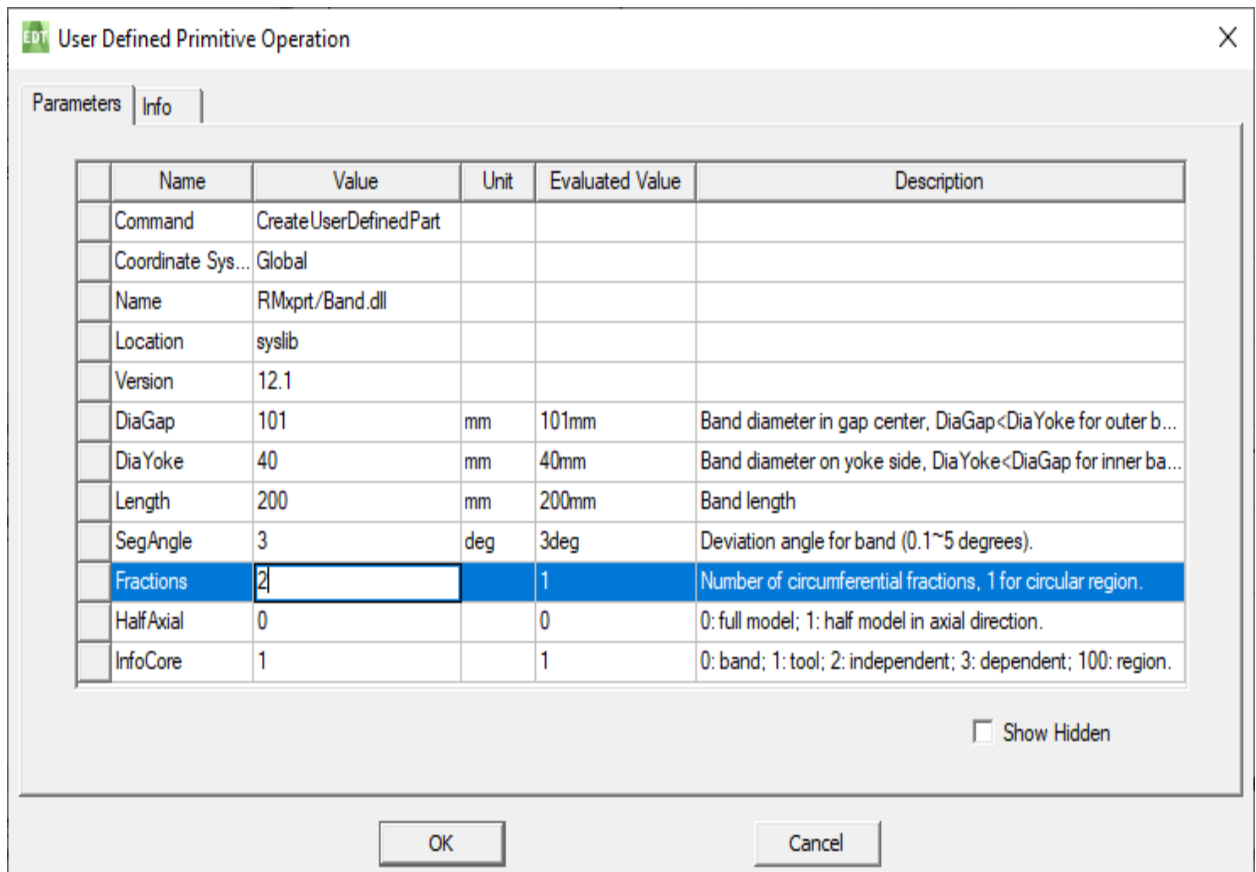 EDT User Defined Primitive Operation
Parameters Info
Name Value Unit Evaluated Value Description
Command CreateUserDefinedPart
Coordinate Sys... Global
Name RMxprt/Band.dll
Location syslib
Version 12.1
DiaGap 101 mm 101mm Band diameter in gap center, DiaGap<DiaYoke for outer b...
DiaYoke 40 mm 40mm Band diameter on yoke side, DiaYoke<DiaGap for inner ba...
Length 200 mm 200mm Band length
SegAngle 3 deg 3deg Deviation angle for band (0.1~5 degrees).
Fractions 2 1 Number of circumferential fractions, 1 for circular region.
HalfAxial 0 0 0: full model; 1: half model in axial direction.
InfoCore 1 1 0: band; 1: tool; 2: independent; 3: dependent; 100: region.
Show Hidden
OK Cancel